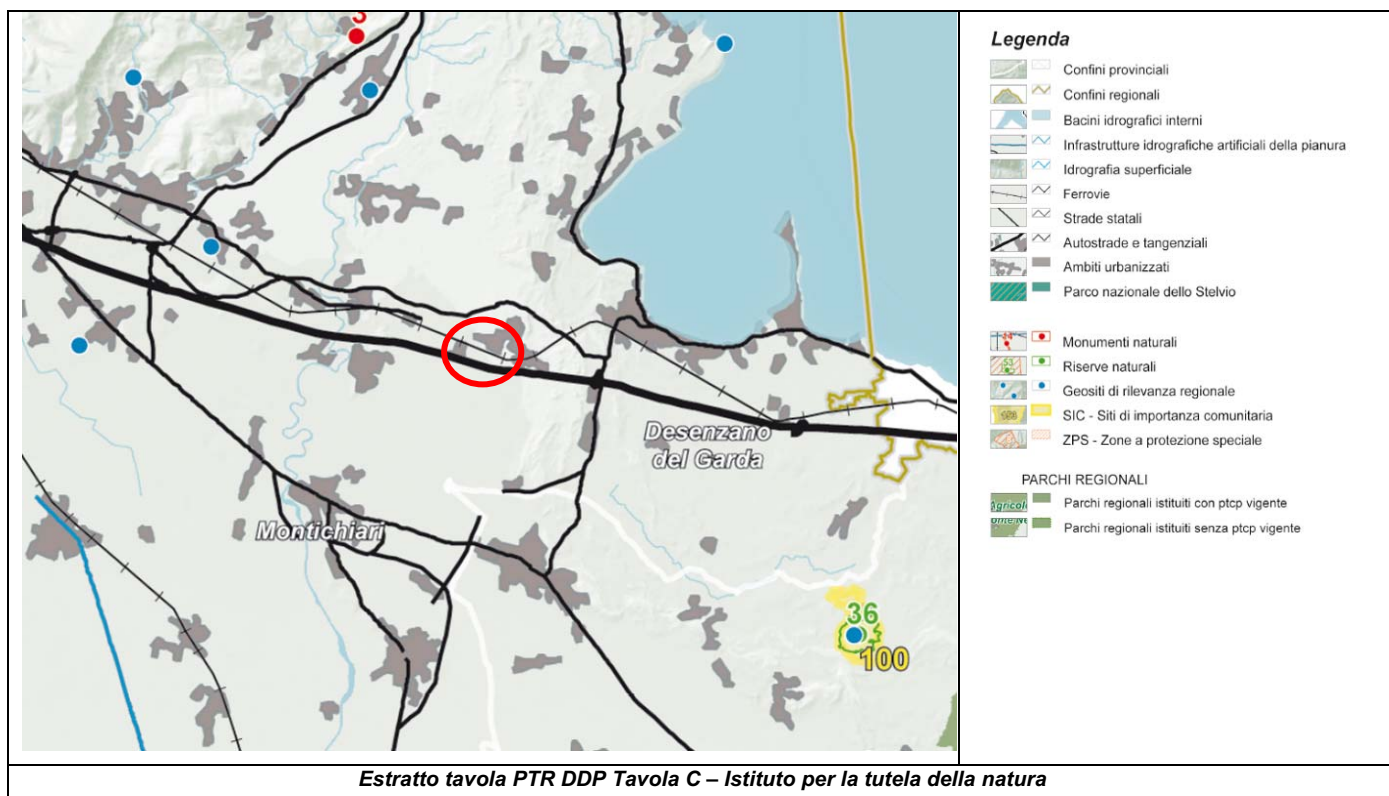 3
Desenzano
del Garda
Montichiari
36
100
Legenda
Confini provinciali
Confini regionali
Bacini idrografici interni
Infrastrutture idrografiche artificiali della pianura
Idrografia superficiale
Ferrovie
Strade statali
Autostrade e tangenziali
Ambiti urbanizzati
Parco nazionale dello Stelvio
Monumenti naturali
Riserve naturali
Geositi di rilevanza regionale
SIC - Siti di importanza comunitaria
ZPS - Zone a protezione speciale
PARCHI REGIONALI
Parchi regionali istituiti con ptcp vigente
Parchi regionali istituiti senza ptcp vigente
Estratto tavola PTR DDP Tavola C – Istituto per la tutela della natura